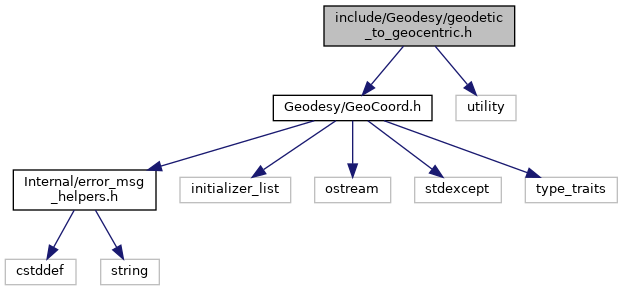 include/Geodesy/geodetic
_to_geocentric.h
Geodesy/GeoCoord.h
utility
Internal/error_msg
_helpers.h
initializer_list
ostream
stdexcept
type_traits
cstddef
string